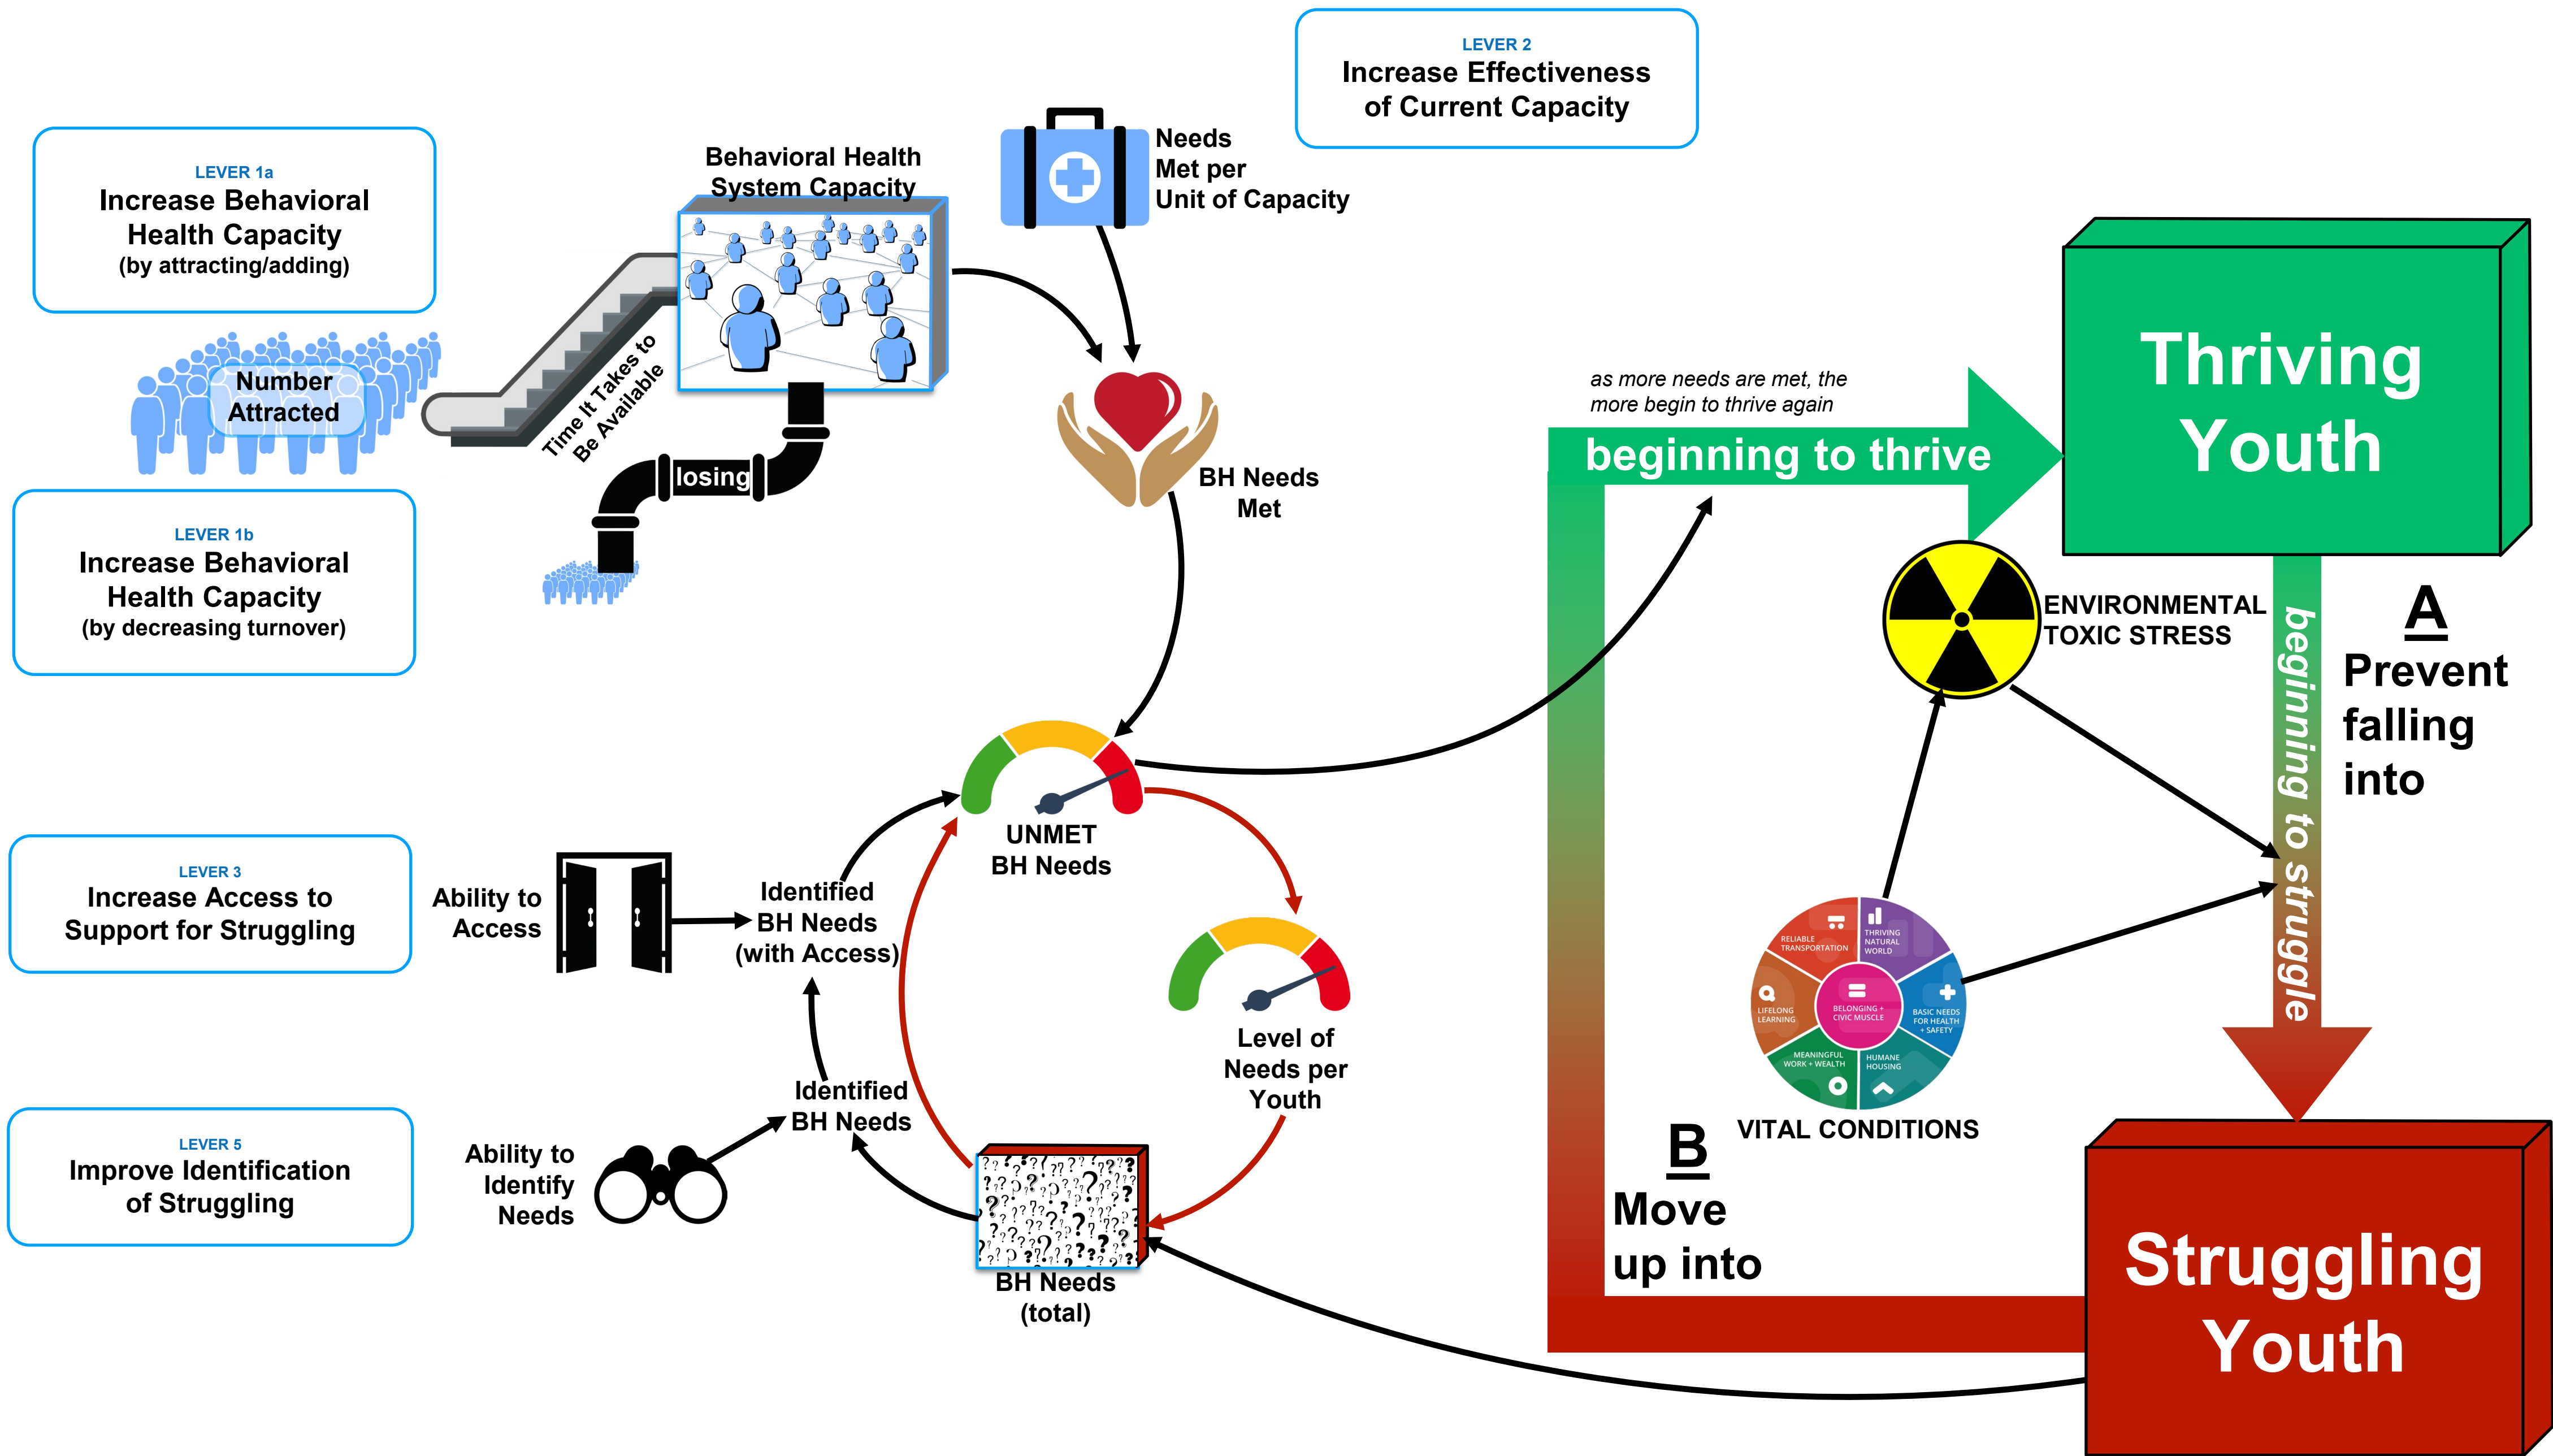 LEVER 2
Increase Effectiveness
of Current Capacity
LEVER 1a
Increase Behavioral
Health Capacity
(by attracting/adding)
Number
Attracted
Time It Takes to
Be Available
Behavioral Health
System Capacity
Needs
Met per
Unit of Capacity
losing
LEVER 1b
Increase Behavioral
Health Capacity
(by decreasing turnover)
BH Needs
Met
as more needs are met, the
more begin to thrive again
beginning to thrive
Thriving
Youth
ENVIRONMENTAL
TOXIC STRESS
beginning to struggle
A
Prevent
falling
into
UNMET
BH Needs
LEVER 3
Increase Access to
Support for Struggling
Ability to
Access
Identified
BH Needs
(with Access)
Level of
Needs per
Youth
RELIABLE
TRANSPORTATION
THRIVING
NATURAL
WORLD
LIFELONG
LEARNING
BELONGING +
CIVIC MUSCLE
BASIC NEEDS
FOR HEALTH
+ SAFETY
MEANINGFUL
WORK + WEALTH
HUMANE
HOUSING
VITAL CONDITIONS
LEVER 5
Improve Identification
of Struggling
Ability to
Identify
Needs
Identified
BH Needs
BH Needs
(total)
B
Move
up into
Struggling
Youth